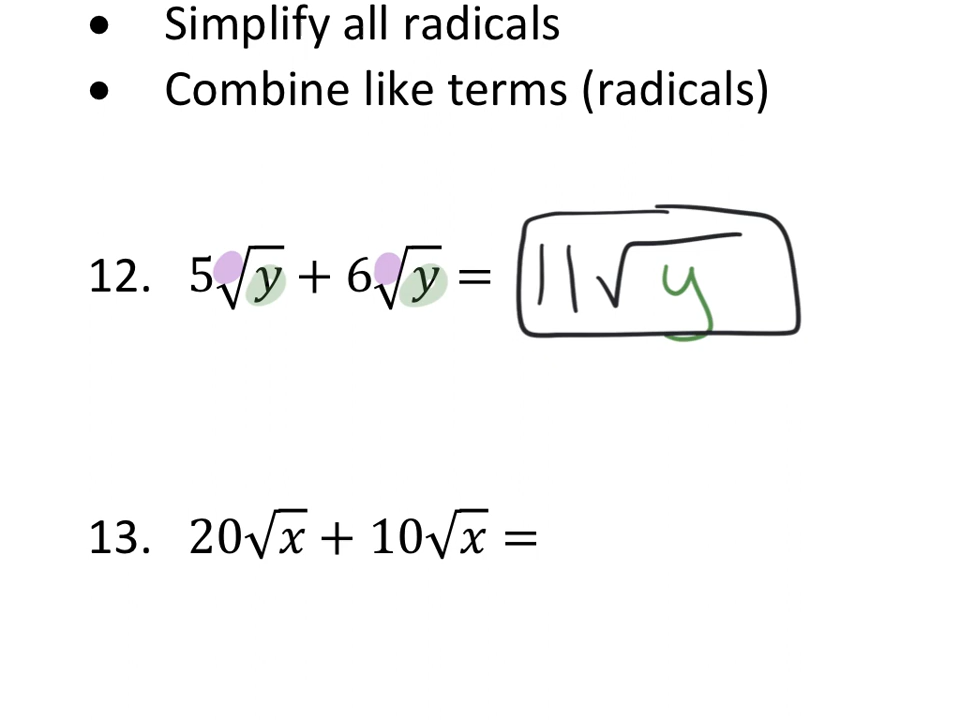 • Simplify all radicals
• Combine like terms (radicals)
12. 5√y + 6√y = 11√y
13. 20√x + 10√x =